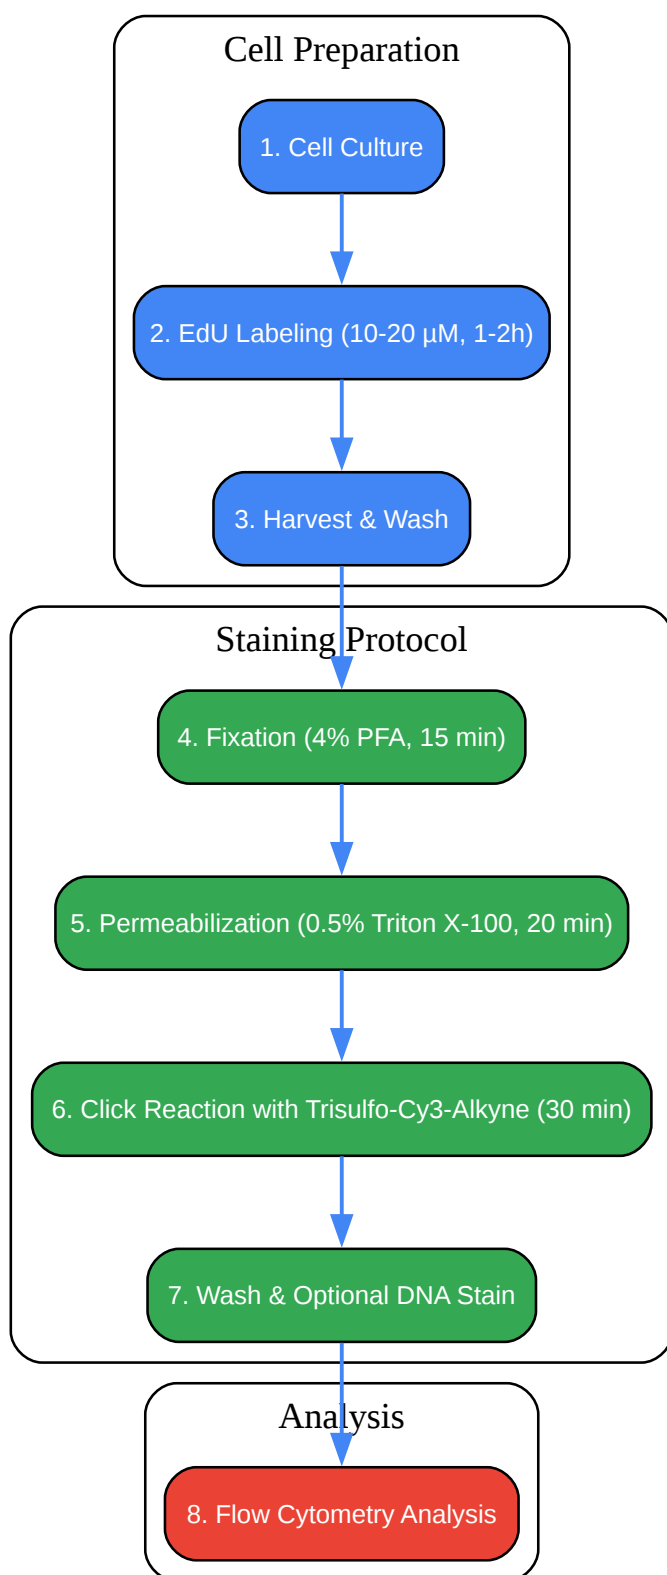 Cell Preparation
1. Cell Culture
2. EdU Labeling (10-20 µM, 1-2h)
3. Harvest & Wash
Staining Protocol
4. Fixation (4% PFA, 15 min)
5. Permeabilization (0.5% Triton X-100, 20 min)
6. Click Reaction with Trisulfo-Cy3-Alkyne (30 min)
7. Wash & Optional DNA Stain
Analysis
8. Flow Cytometry Analysis